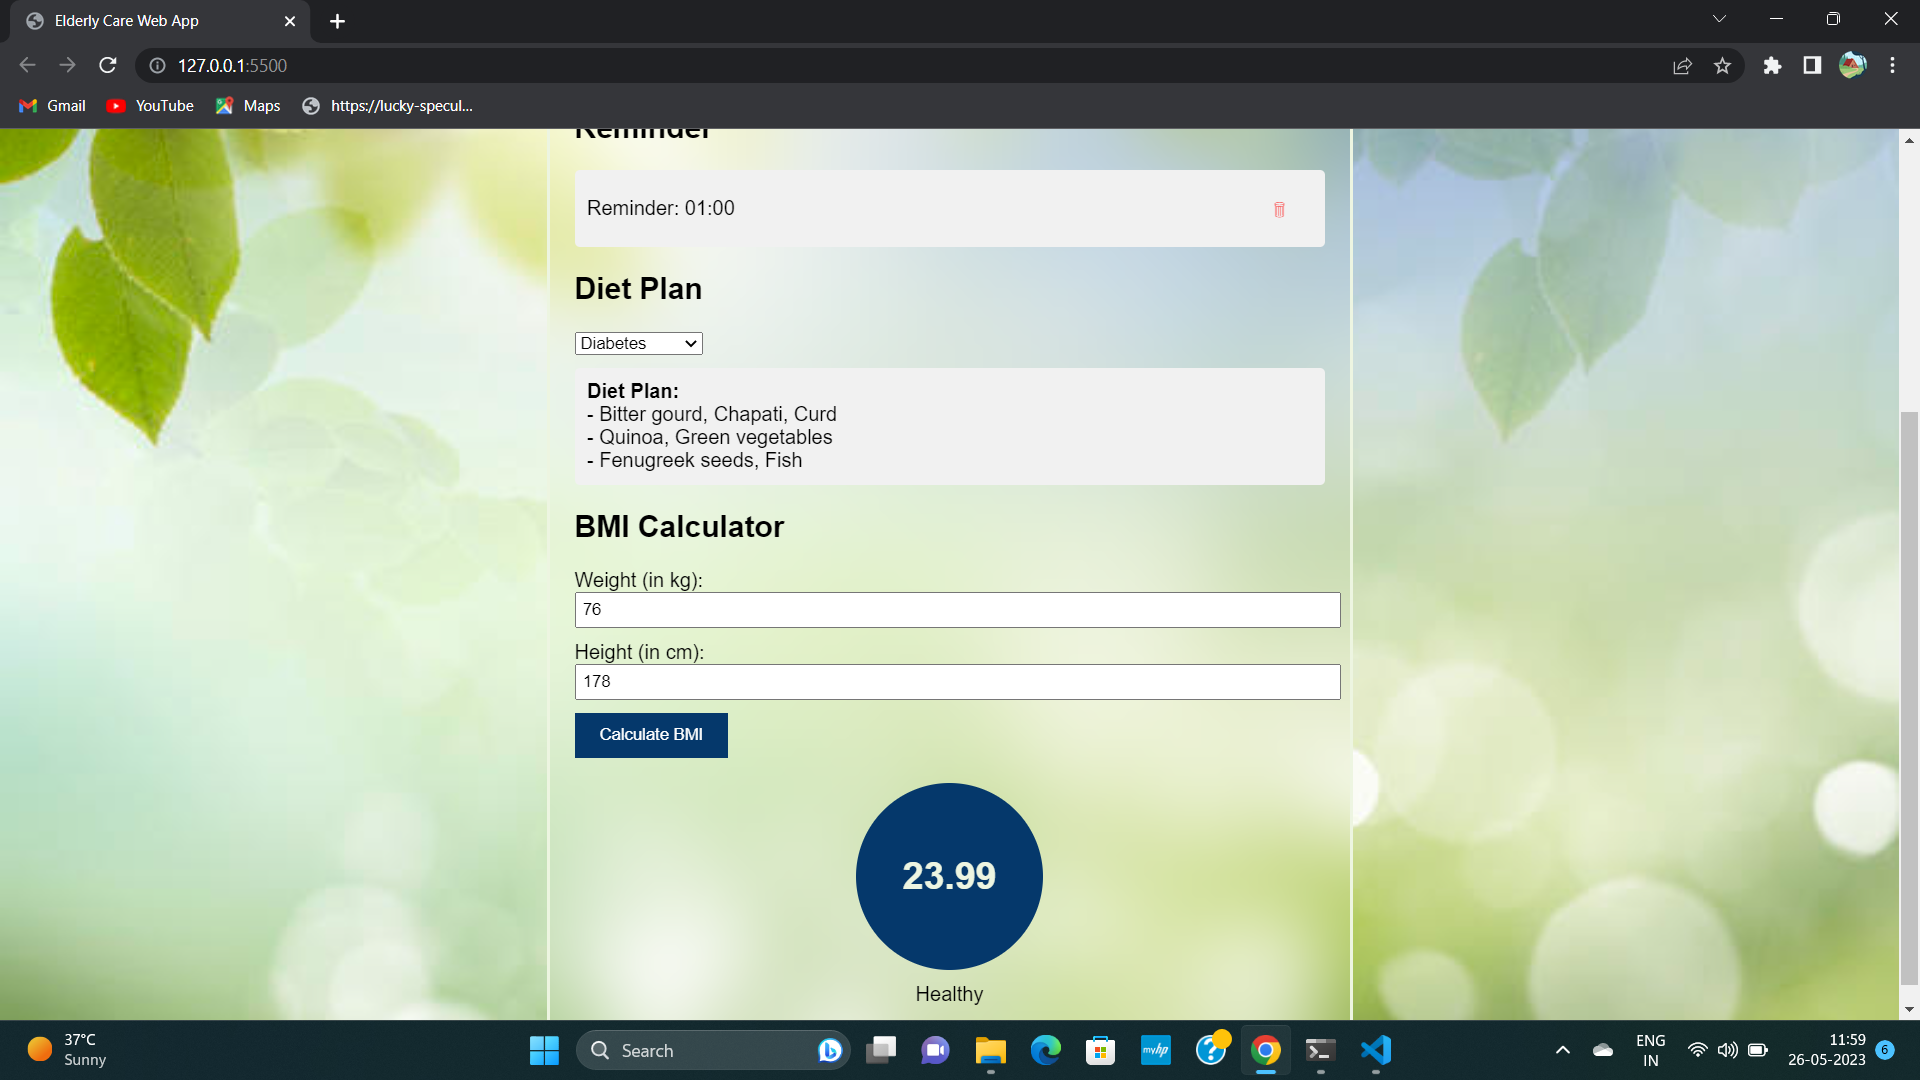 Elderly Care Web App
127.0.0.1:5500
Gmail YouTube Maps https://lucky-specul...
Reminder
Reminder: 01:00
Diet Plan
Diabetes
Diet Plan:
- Bitter gourd, Chapati, Curd
- Quinoa, Green vegetables
- Fenugreek seeds, Fish
BMI Calculator
Weight (in kg):
76
Height (in cm):
178
Calculate BMI
23.99
Healthy
37°C
Sunny
Search
myhp
ENG
IN
11:59
26-05-2023
6